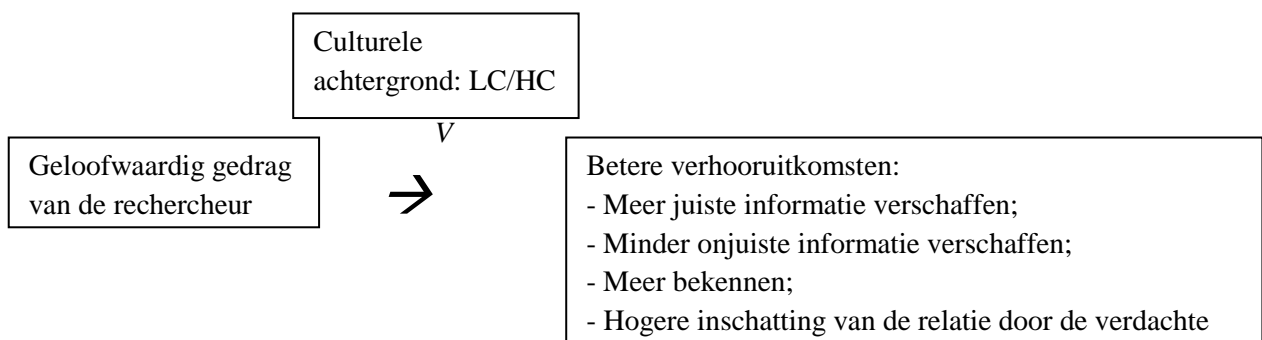 Culturele
achtergrond: LC/HC
V
Geloofwaardig gedrag
van de rechercheur
→
Betere verhooruitkomsten:
- Meer juiste informatie verschaffen;
- Minder onjuiste informatie verschaffen;
- Meer bekennen;
- Hogere inschatting van de relatie door de verdachte